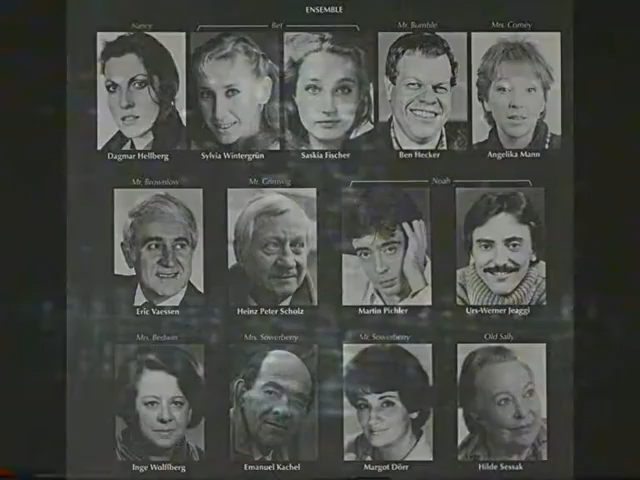 ENSEMBLE
Nancy Bet Mr. Bumble Mrs. Corney
Dagmar Hellberg Sylvia Wintergrün Saskia Fischer Ben Hecker Angelika Mann
Mr. Brownlow Mr. Grimwig Noah
Eric Vaessen Heinz Peter Scholz Martin Pichler Urs-Werner Jeaggi
Mrs. Bedwin Mrs. Sowerberry Mr. Sowerberry Old Sally
Inge Wolffberg Emanuel Kachel Margot Dörr Hilde Sessak